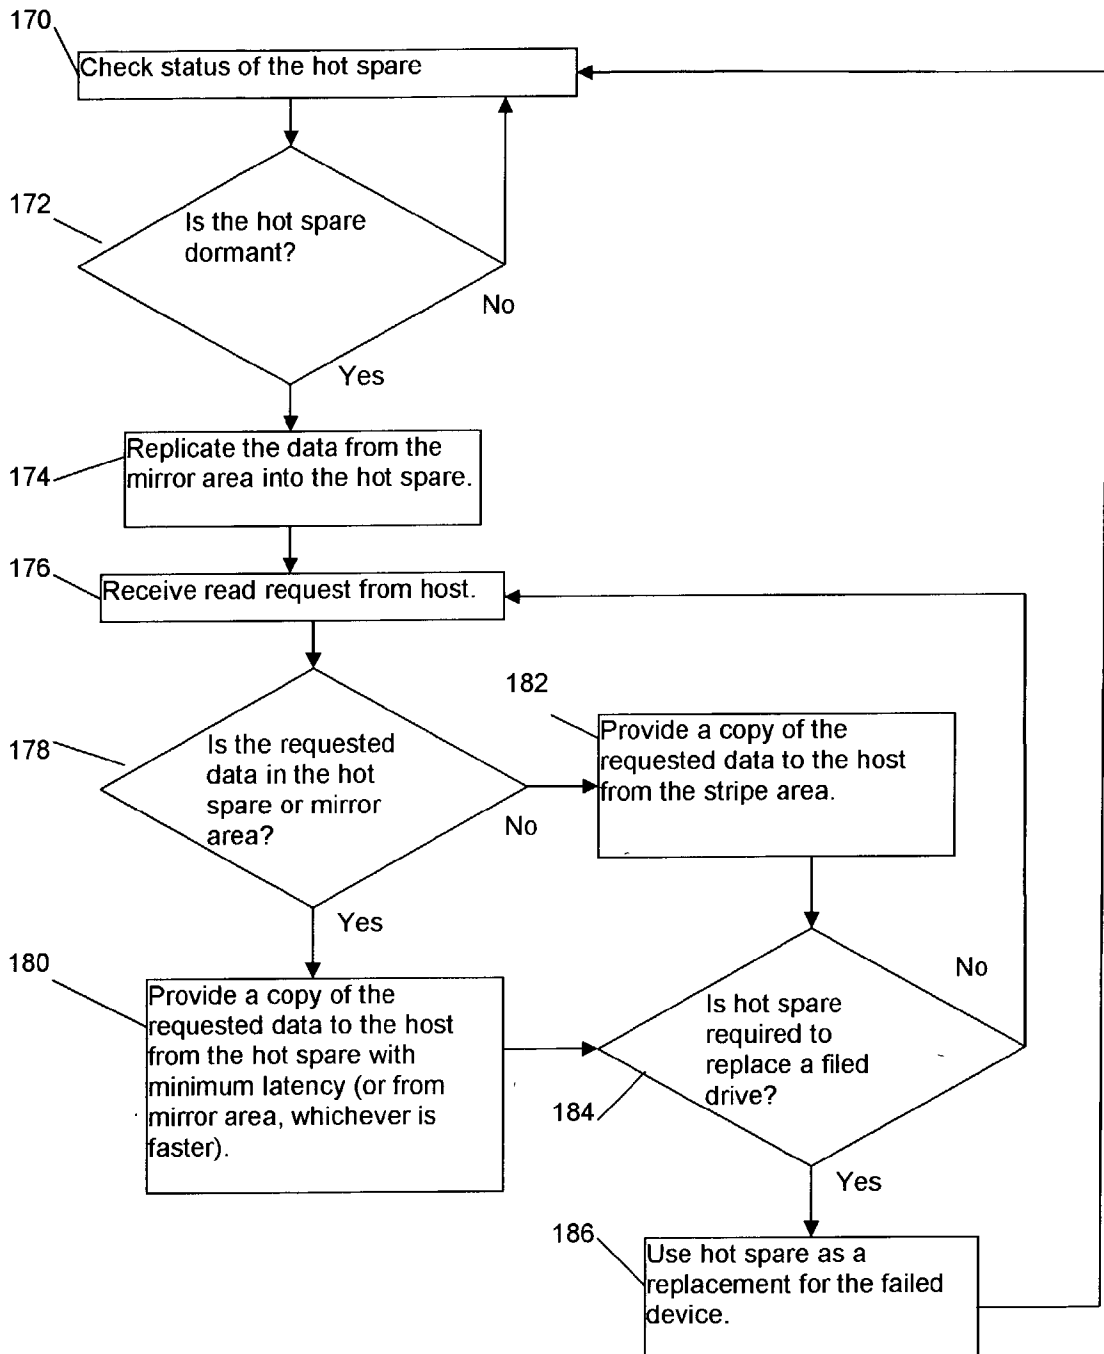 170
Check status of the hot spare
172
Is the hot spare
dormant?
No
Yes
174
Replicate the data from the
mirror area into the hot spare.
176
Receive read request from host.
178
Is the requested
data in the hot
spare or mirror
area?
No
Yes
182
Provide a copy of the
requested data to the host
from the stripe area.
180
Provide a copy of the
requested data to the host
from the hot spare with
minimum latency (or from
mirror area, whichever is
faster).
184
Is hot spare
required to
replace a filed
drive?
No
Yes
186
Use hot spare as a
replacement for the failed
device.